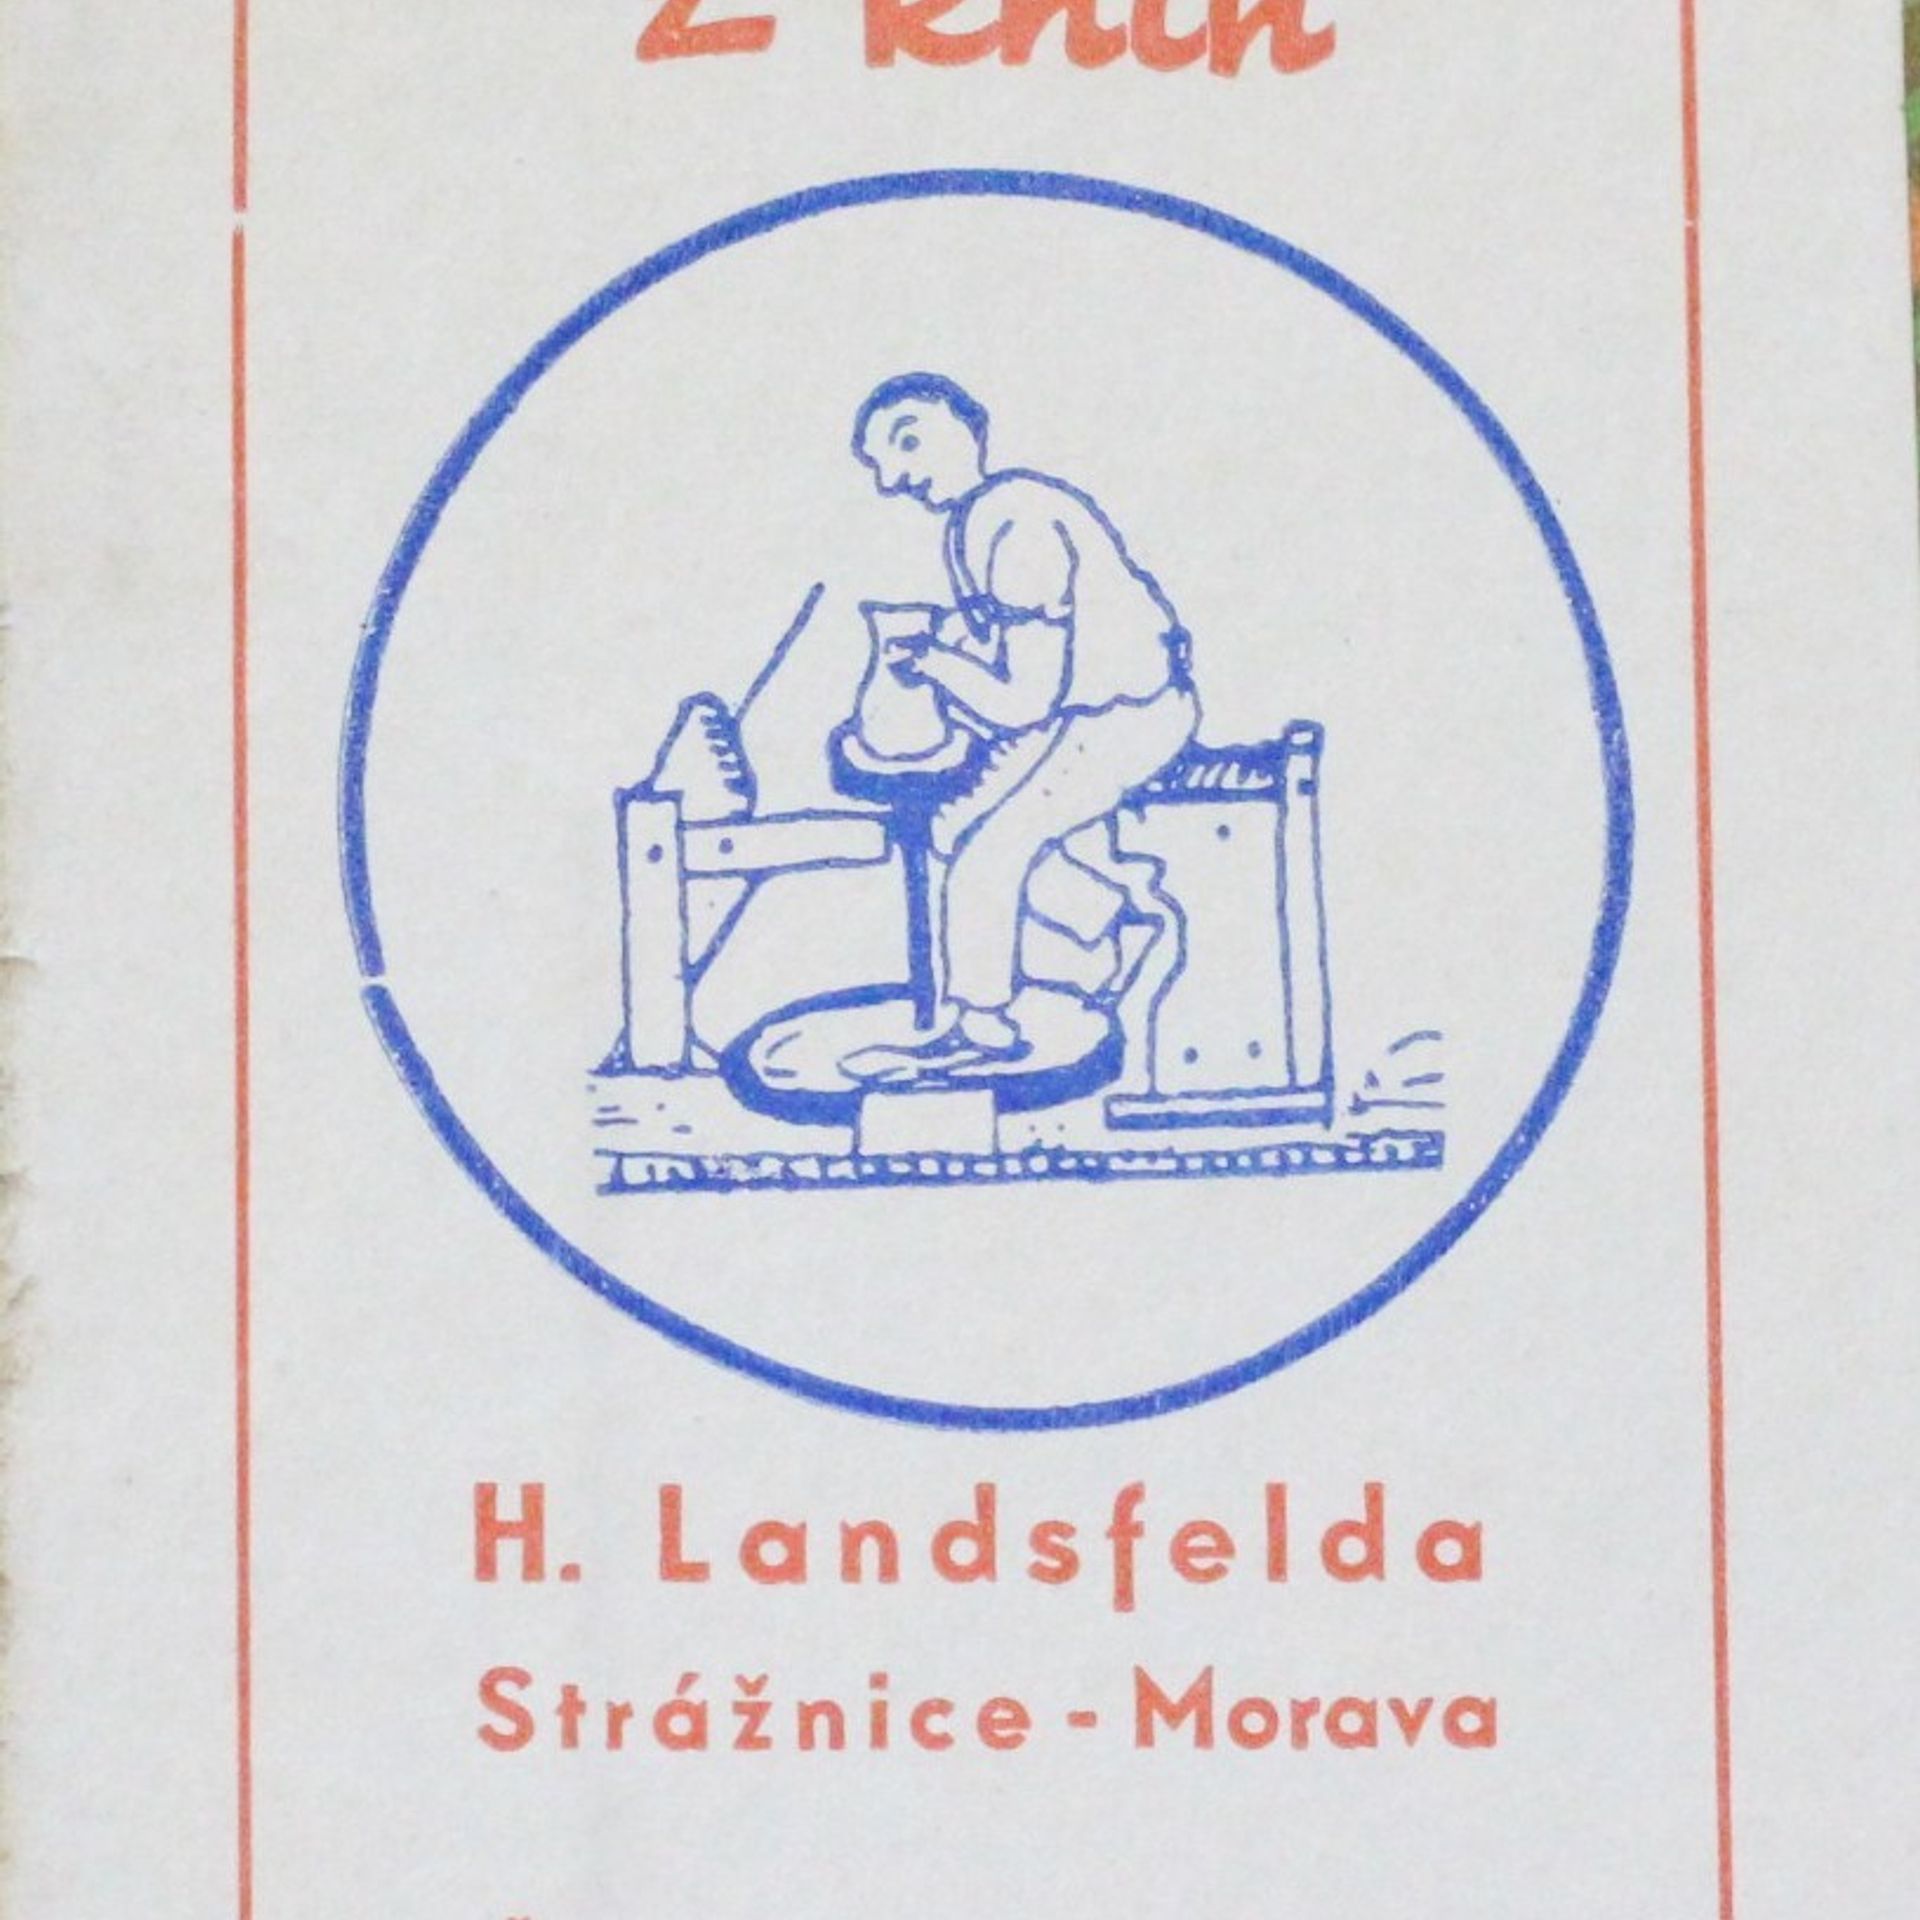 Z knih
H. Landsfelda
Strážnice - Morava